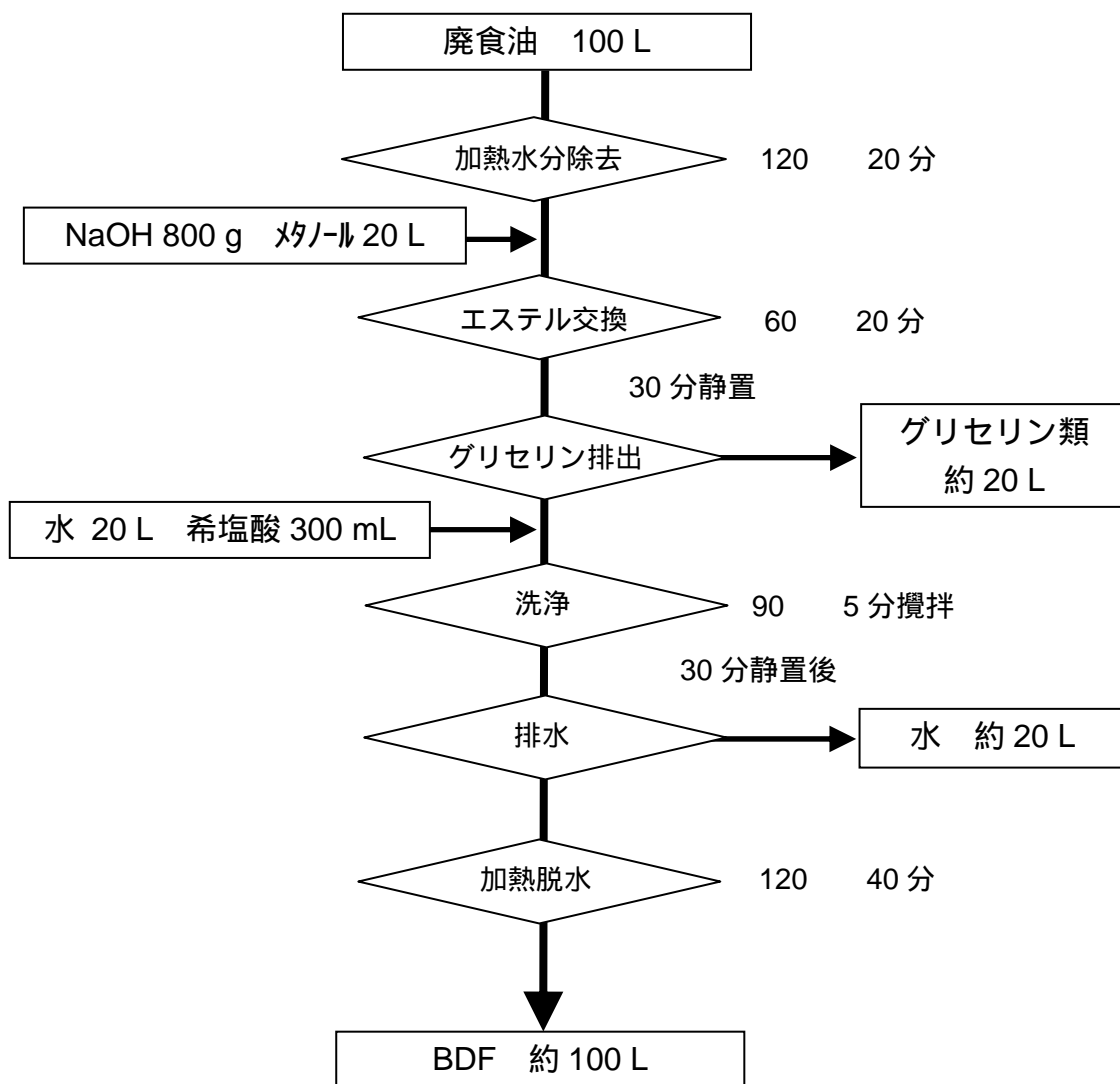 廃食油　100 L
加熱水分除去
120　　20 分
NaOH 800 g　ﾒﾀﾉｰﾙ 20 L
エステル交換
60　　20 分
30 分静置
グリセリン排出
グリセリン類
約 20 L
水 20 L　希塩酸 300 mL
洗浄
90　　5 分攪拌
30 分静置後
排水
水　約 20 L
加熱脱水
120　　40 分
BDF　約 100 L